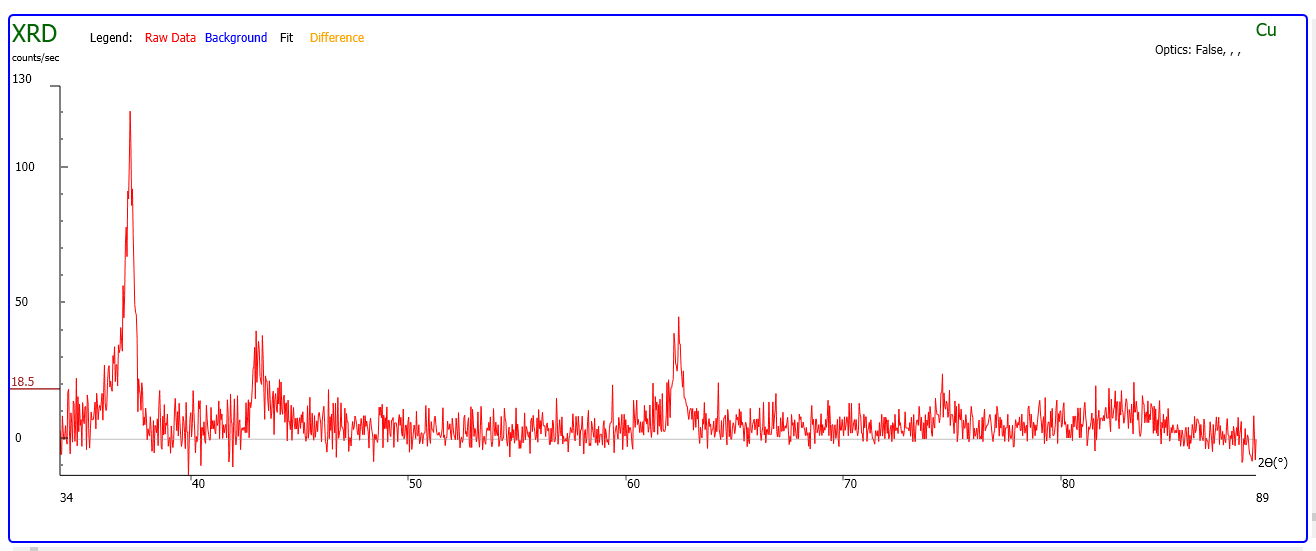 XRD
Legend: Raw Data Background Fit Difference
Cu
counts/sec
Optics: False, , ,
130
100
50
18.5
0
2Θ(°)
40 50 60 70 80
34 89